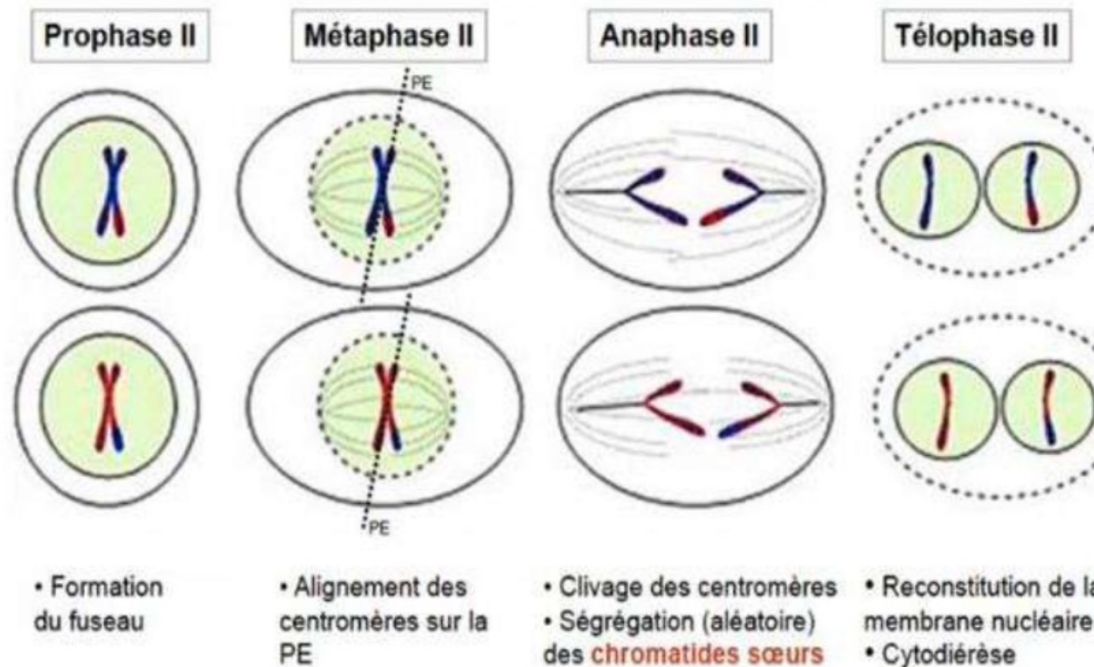 Prophase II
Métaphase II
Anaphase II
Télophase II
PE
PE
• Formation
du fuseau
• Alignement des
centromères sur la
PE
• Clivage des centromères
• Ségrégation (aléatoire)
des chromatides sœurs
• Reconstitution de la
membrane nucléaire
• Cytodiérèse